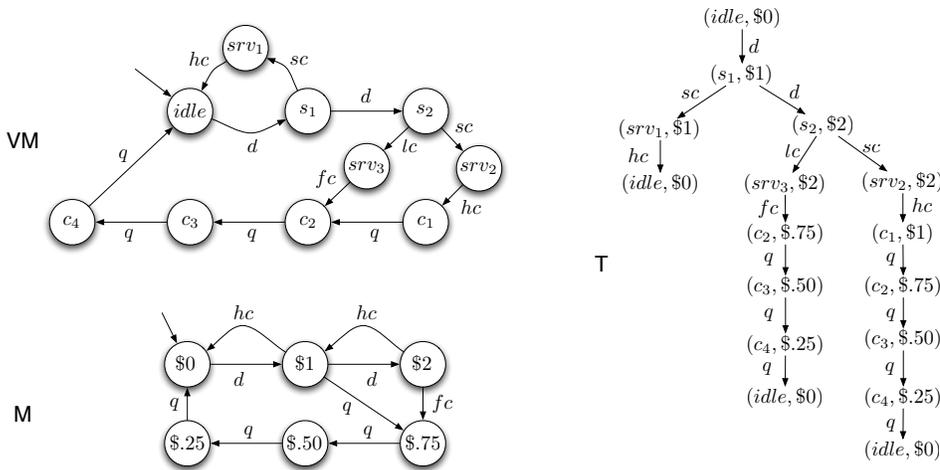 VM
srv₁
hc
sc
idle
s₁
d
s₂
d
lc
sc
q
srv₃
srv₂
fc
hc
c₄
c₃
c₂
c₁
q
q
q
M
hc
hc
$0
$1
$2
d
d
q
q
fc
$.25
$.50
$.75
q
q
T
(idle, $0)
d
(s₁, $1)
sc
d
(srv₁, $1)
(s₂, $2)
hc
lc
sc
(idle, $0)
(srv₃, $2)
(srv₂, $2)
fc
hc
(c₂, $.75)
(c₁, $1)
q
q
(c₃, $.50)
(c₂, $.75)
q
q
(c₄, $.25)
(c₃, $.50)
q
q
(idle, $0)
(c₄, $.25)
q
(idle, $0)